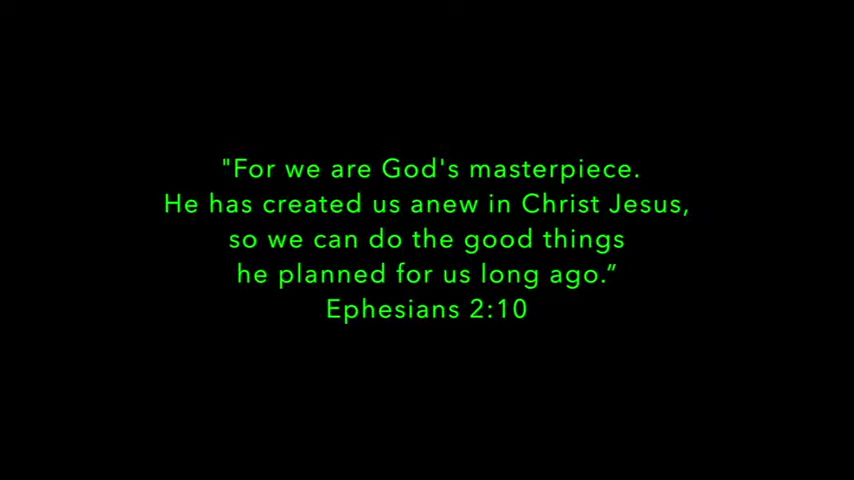 "For we are God's masterpiece.
He has created us anew in Christ Jesus,
so we can do the good things
he planned for us long ago.”
Ephesians 2:10